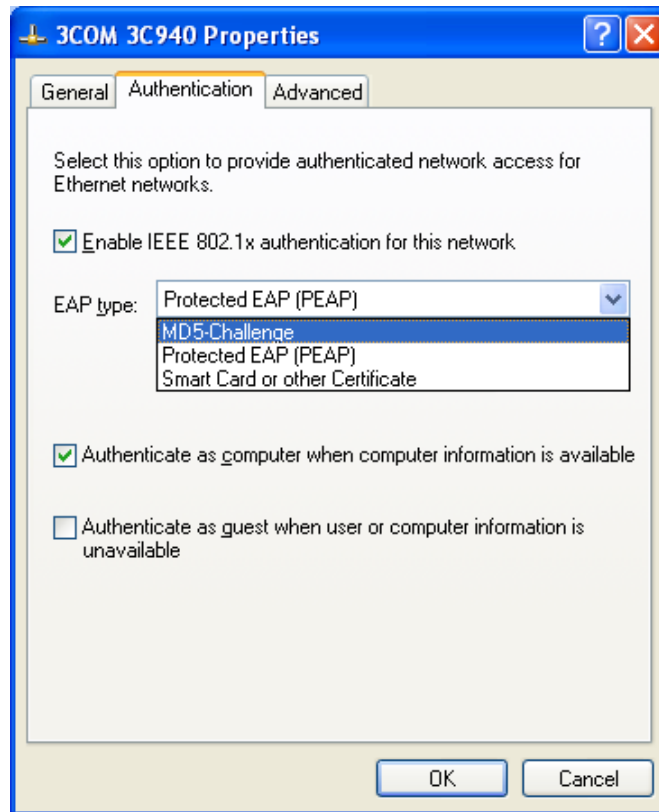 3COM 3C940 Properties
General Authentication Advanced
Select this option to provide authenticated network access for
Ethernet networks.
Enable IEEE 802.1x authentication for this network
EAP type: Protected EAP (PEAP)
MD5-Challenge
Protected EAP (PEAP)
Smart Card or other Certificate
Authenticate as computer when computer information is available
Authenticate as guest when user or computer information is
unavailable
OK Cancel